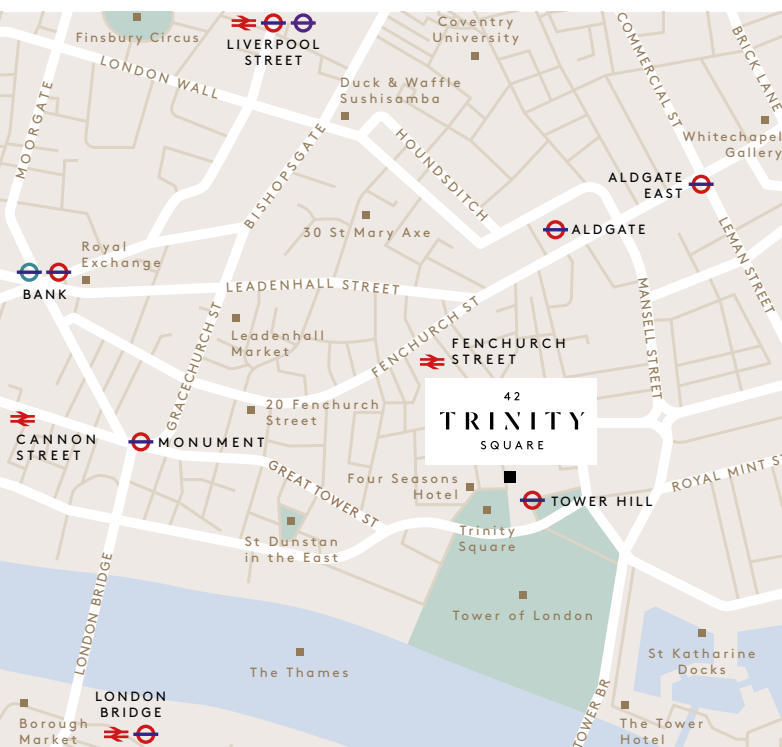 Finsbury Circus
LIVERPOOL
STREET
Coventry
University
COMMERCIAL ST
BRICK LANE
LONDON WALL
Duck & Waffle
Sushisamba
MOORGATE
BISHOPSGATE
HOUNDSDITCH
Whitechapel
Gallery
ALDGATE
EAST
30 St Mary Axe
ALDGATE
Royal
Exchange
BANK
LEADENHALL STREET
LEMAN STREET
MANSELL STREET
Leadenhall
Market
GRACECHURCH ST
FENCHURCH ST
FENCHURCH
STREET
42
TRINITY
SQUARE
20 Fenchurch
Street
CANNON
STREET
MONUMENT
GREAT TOWER ST
Four Seasons
Hotel
TOWER HILL
ROYAL MINT ST
Trinity
Square
St Dunstan
in the East
LONDON BRIDGE
Tower of London
The Thames
St Katharine
Docks
LONDON
BRIDGE
Borough
Market
TOWER BR
The Tower
Hotel